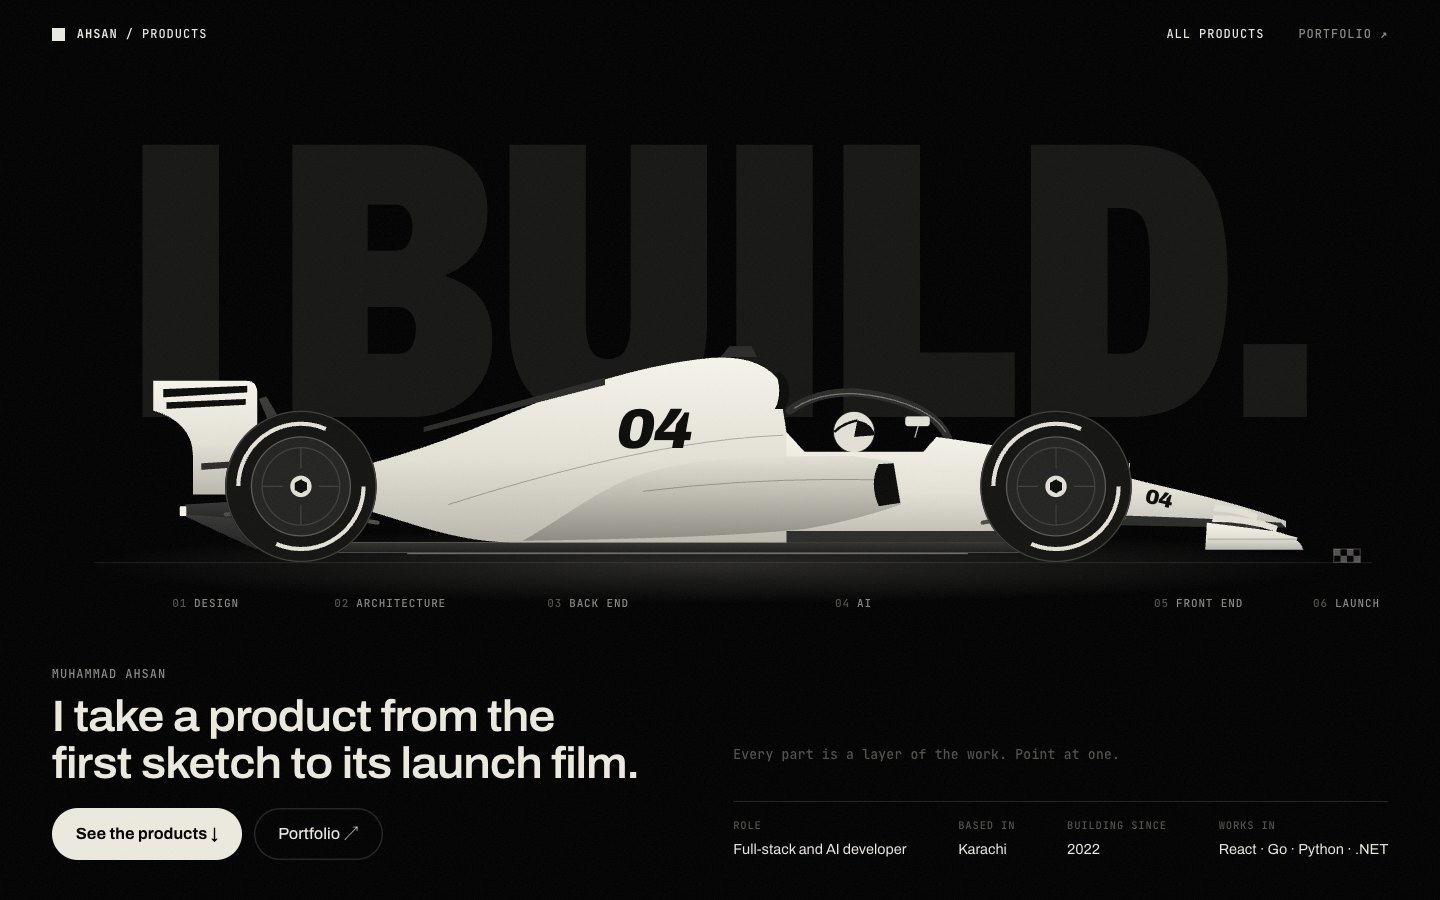 AHSAN / PRODUCTS
ALL PRODUCTS
PORTFOLIO ↗
I BUILD.
04
04
01 DESIGN
02 ARCHITECTURE
03 BACK END
04 AI
05 FRONT END
06 LAUNCH
MUHAMMAD AHSAN
I take a product from the
first sketch to its launch film.
See the products ↓
Portfolio ↗
Every part is a layer of the work. Point at one.
ROLE
Full-stack and AI developer
BASED IN
Karachi
BUILDING SINCE
2022
WORKS IN
React · Go · Python · .NET